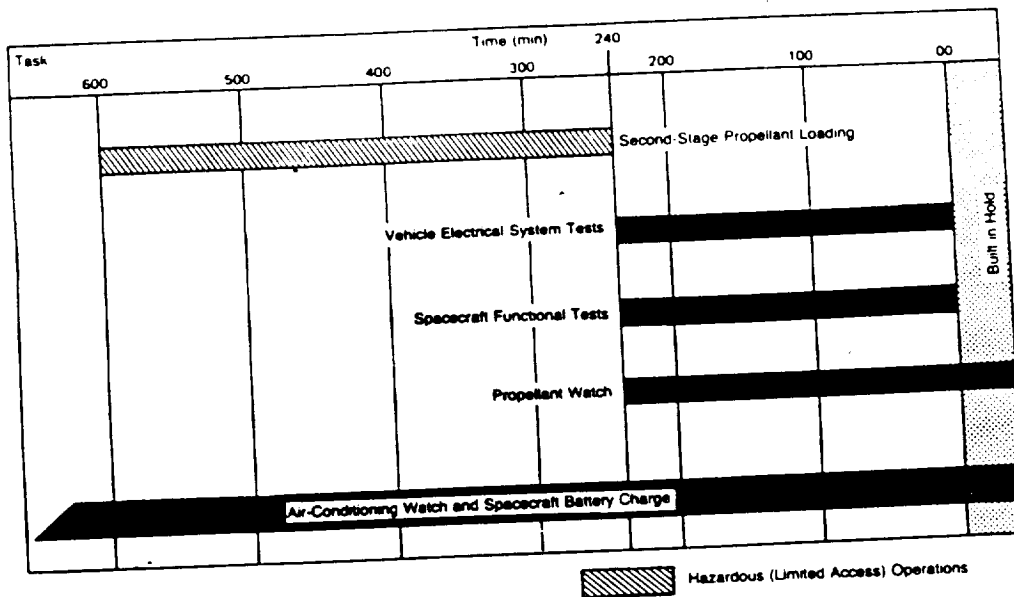 Task
Time (min)
240
600 500 400 300 200 100 00
Second-Stage Propellant Loading
Vehicle Electrical System Tests
Spacecraft Functional Tests
Propellant Watch
Built in Hold
Air-Conditioning Watch and Spacecraft Battery Charge
Hazardous (Limited Access) Operations